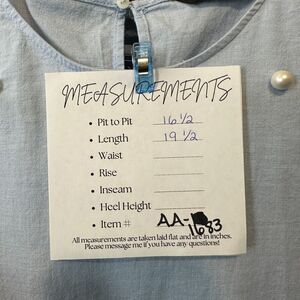 MEASUREMENTS
• Pit to Pit 16 1/2
• Length 19 1/2
• Waist
• Rise
• Inseam
• Heel Height
• Item # AA-1633
All measurements are taken laid flat and are in inches.
Please message me if you have any questions!